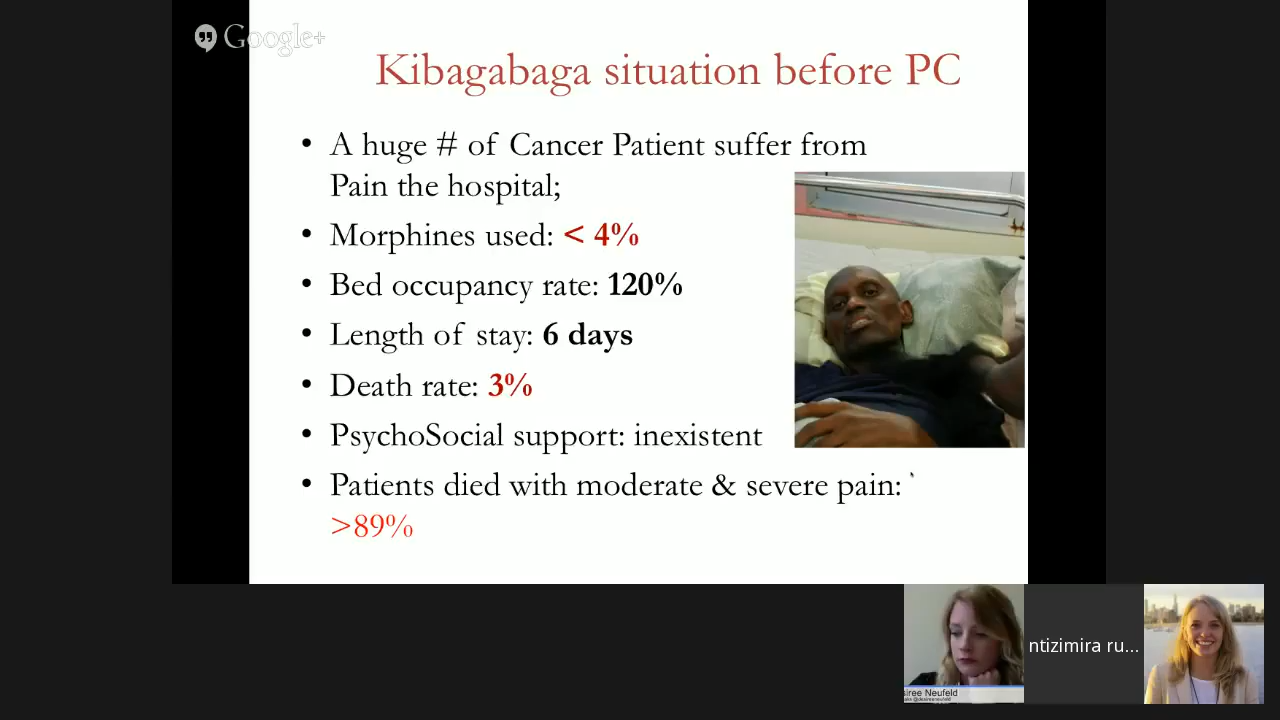 Google+
Kibagabaga situation before PC
• A huge # of Cancer Patient suffer from
Pain the hospital;
• Morphines used: < 4%
• Bed occupancy rate: 120%
• Length of stay: 6 days
• Death rate: 3%
• PsychoSocial support: inexistent
• Patients died with moderate & severe pain:
>89%
ntizimira ru...
siree Neufeld
@desireeneufeld